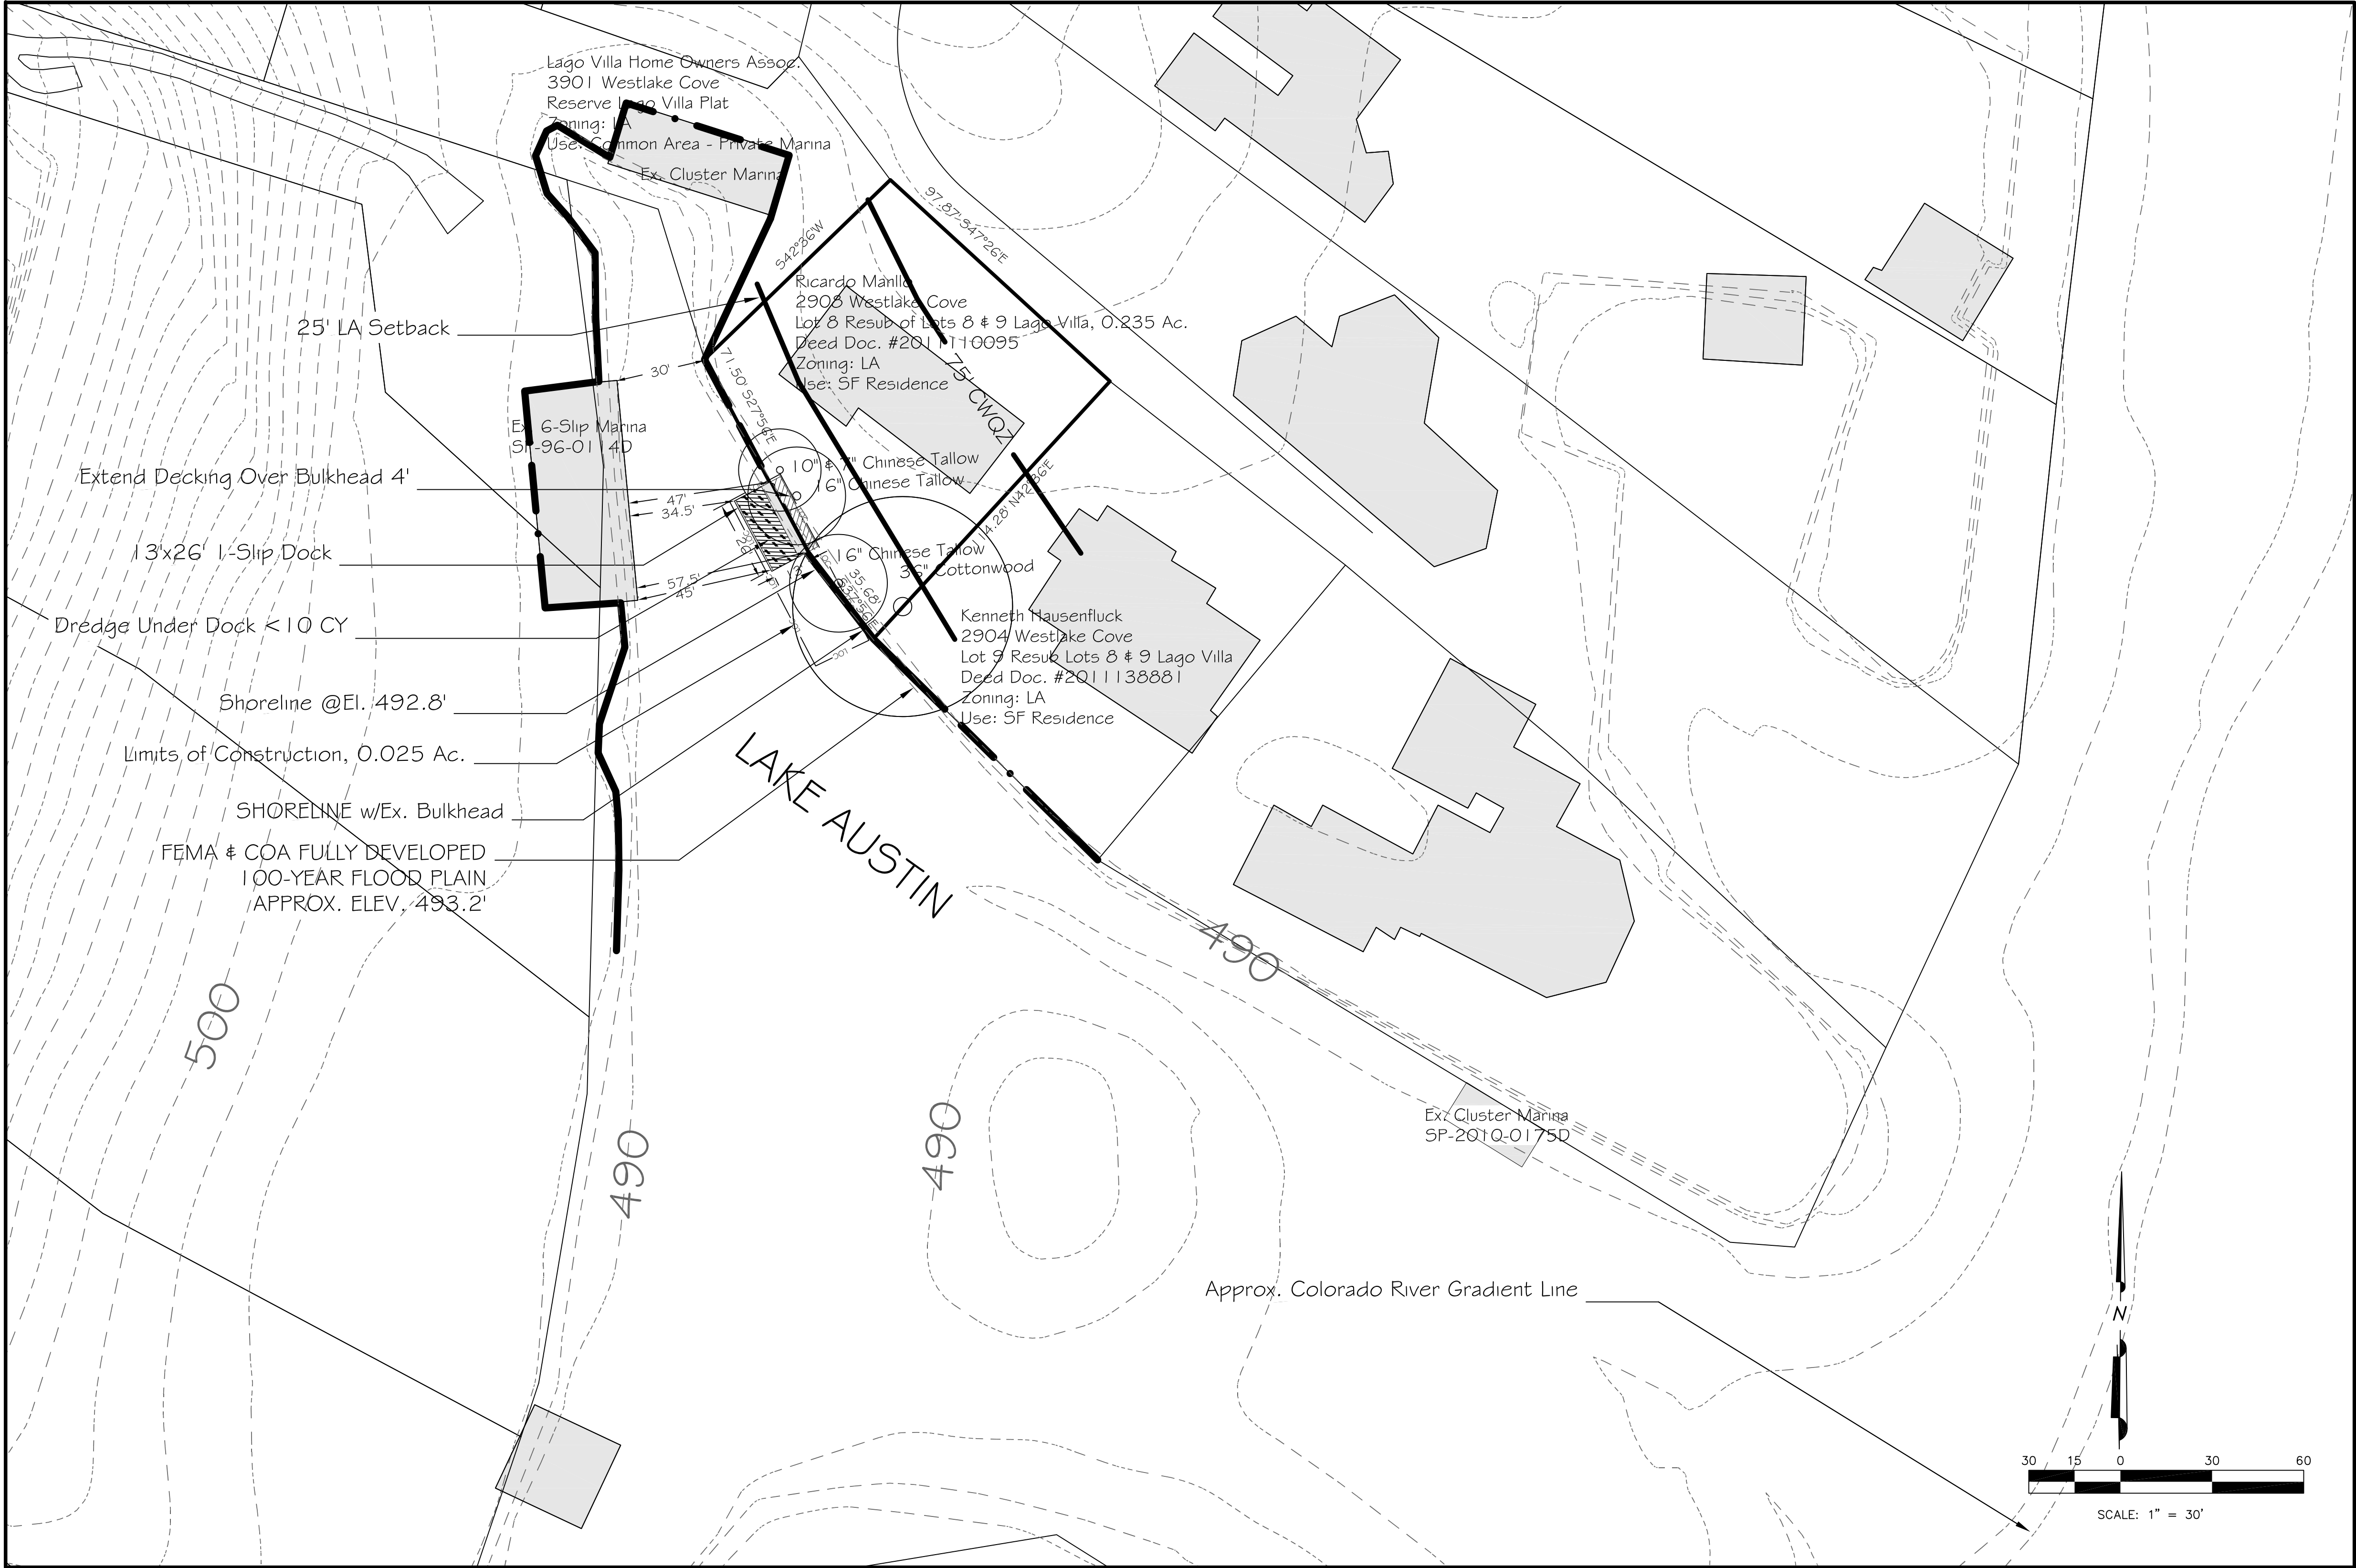 Lago Villa Home Owners Assoc.
3901 Westlake Cove
Reserve Lago Villa Plat
Zoning: LA
Use: Common Area - Private Marina
Ex. Cluster Marina
S42°36'W
97.87'-S47°26'E
25' LA Setback
30'
71.50' S27°56'E
Ricardo Manlla
2908 Westlake Cove
Lot 8 Resub of Lots 8 & 9 Lago Villa, 0.235 Ac.
Deed Doc. #2011110095
Zoning: LA
Use: SF Residence
75' CWQZ
Ex. 6-Slip Marina
SP-96-0114D
Extend Decking Over Bulkhead 4'
10" & 7" Chinese Tallow
16" Chinese Tallow
47'
34.5'
114.28' N42°36'E
13'x26' 1-Slip Dock
26'
16" Chinese Tallow
36" Cottonwood
57.5'
45'
35.68'
S37°56'E
Dredge Under Dock <10 CY
Kenneth Hausenfluck
2904 Westlake Cove
Lot 9 Resub Lots 8 & 9 Lago Villa
Deed Doc. #2011138881
Zoning: LA
Use: SF Residence
LOC
Shoreline @El. 492.8'
Limits of Construction, 0.025 Ac.
SHORELINE w/Ex. Bulkhead
FEMA & COA FULLY DEVELOPED
100-YEAR FLOOD PLAIN
APPROX. ELEV. 493.2'
LAKE AUSTIN
490
500
490
490
Ex. Cluster Marina
SP-2010-0175D
Approx. Colorado River Gradient Line
N
30 15 0 30 60
SCALE: 1" = 30'